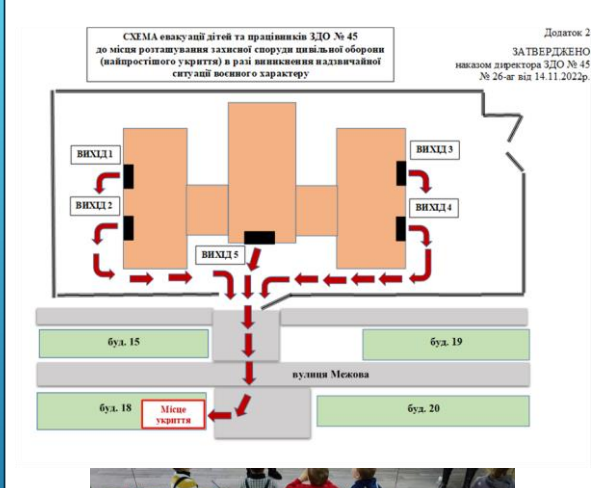 СХЕМА евакуації дітей та працівників ЗДО № 45
до місця розташування захисної споруди цивільної оборони
(найпростішого укриття) в разі виникнення надзвичайної
ситуації воєнного характеру
Додаток 2
ЗАТВЕРДЖЕНО
наказом директора ЗДО № 45
№ 26-аг від 14.11.2022р.
ВИХІД 1
ВИХІД 3
ВИХІД 2
ВИХІД 4
ВИХІД 5
буд. 15
буд. 19
вулиця Межова
буд. 18
Місце
укриття
буд. 20